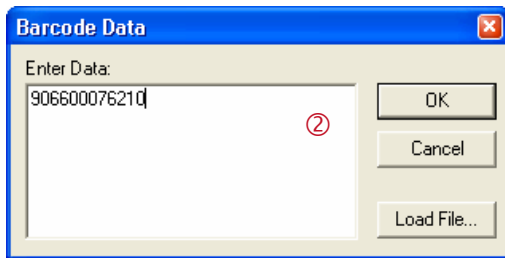 Barcode Data
Enter Data:
906600076210
②
OK
Cancel
Load File...